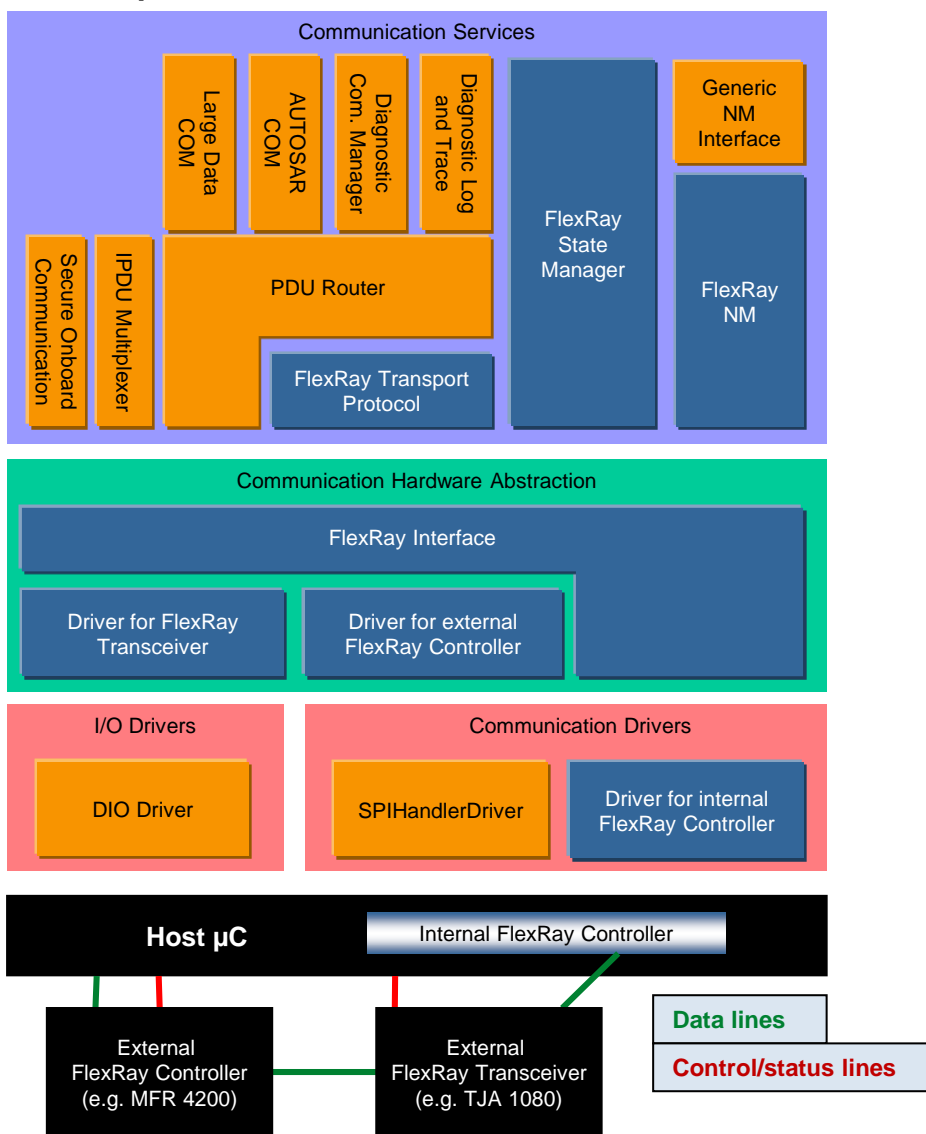 Communication Services
Large Data
COM
AUTOSAR
COM
Diagnostic
Com. Manager
Diagnostic Log
and Trace
FlexRay
State
Manager
Generic
NM
Interface
Secure Onboard
Communication
IPDU Multiplexer
PDU Router
FlexRay
NM
FlexRay Transport
Protocol
Communication Hardware Abstraction
FlexRay Interface
Driver for FlexRay
Transceiver
Driver for external
FlexRay Controller
I/O Drivers
Communication Drivers
DIO Driver
SPIHandlerDriver
Driver for internal
FlexRay Controller
Host µC
Internal FlexRay Controller
External
FlexRay Controller
(e.g. MFR 4200)
External
FlexRay Transceiver
(e.g. TJA 1080)
Data lines
Control/status lines